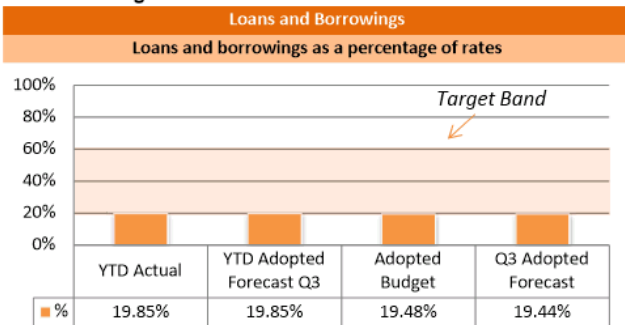 Loans and Borrowings
Loans and borrowings as a percentage of rates
100%
Target Band
80%
60%
40%
20%
0%
YTD Actual YTD Adopted Forecast Q3 Adopted Budget Q3 Adopted Forecast
% 19.85% 19.85% 19.48% 19.44%